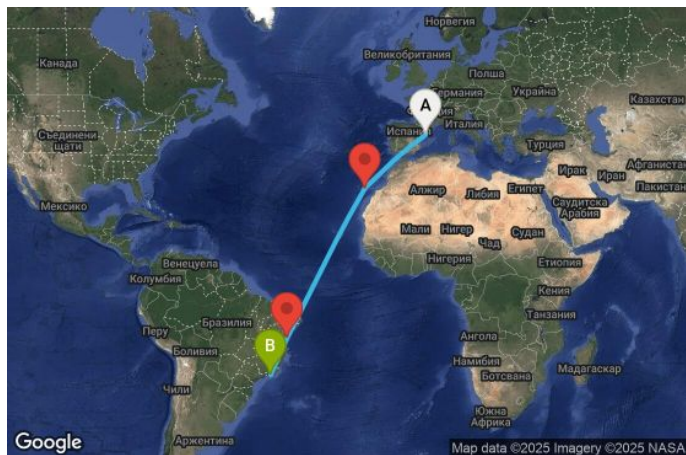 Норвегия
Канада
Великобритания
Полша
Германия
Украйна
Казахстан
A
Испания
Италия
Съединени
щати
Турция
Ирак
Иран
Афганистан
Пакистан
Алжир
Либия
Египет
Саудитска
Арабия
Мексико
Мали
Нигер
Судан
Чад
Венецуела
Колумбия
Нигерия
Етиопия
Кения
Перу
Бразилия
Танзания
B
Боливия
Ангола
Намибия
Мадагаскар
Ботсвана
Чили
Южна
Африка
Аржентина
Google
Map data ©2025 Imagery ©2025 NASA